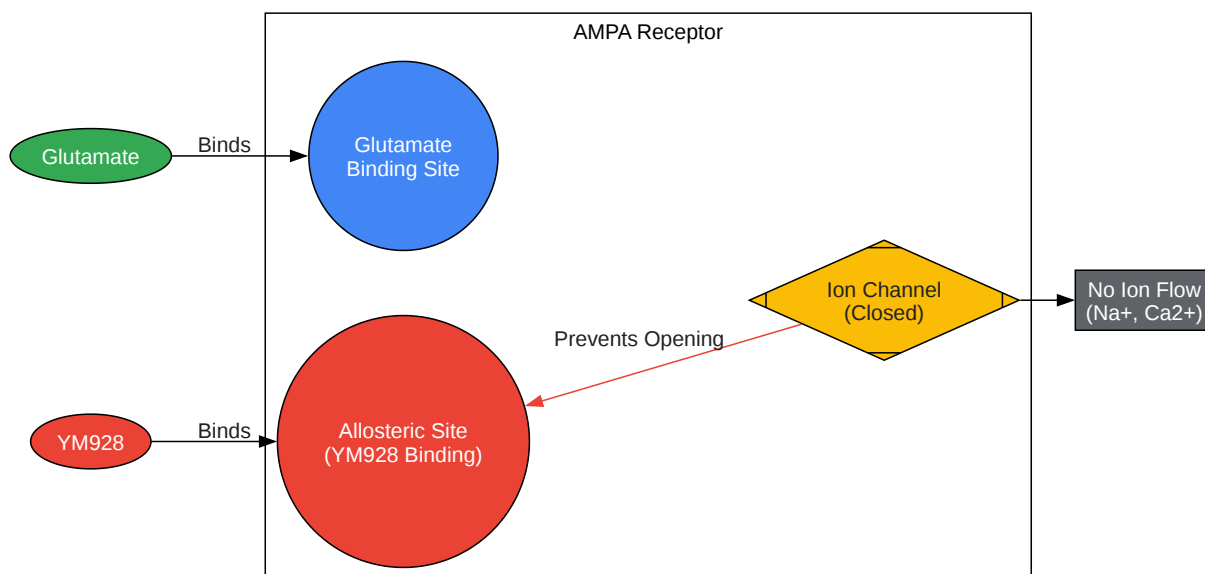 AMPA Receptor
Glutamate
Binds
Glutamate
Binding Site
Ion Channel
(Closed)
No Ion Flow
(Na+, Ca2+)
Prevents Opening
YM928
Binds
Allosteric Site
(YM928 Binding)